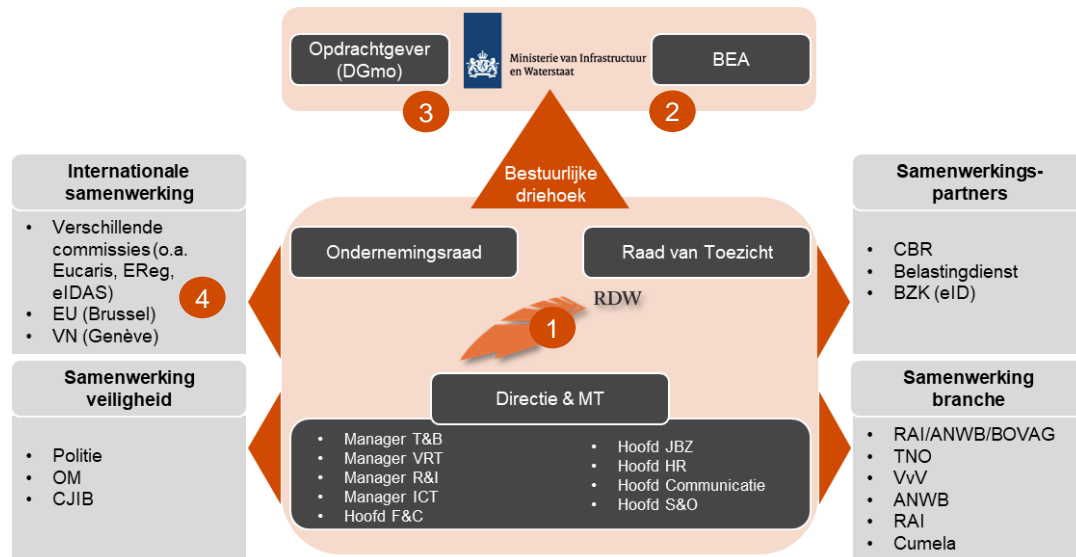 Opdrachtgever
(DGmo)
Ministerie van Infrastructuur
en Waterstaat
BEA
3
2
Bestuurlijke
driehoek
Internationale
samenwerking
• Verschillende
commissies (o.a.
Eucaris, EReg,
eIDAS)
• EU (Brussel)
• VN (Genève)
4
Samenwerking
veiligheid
• Politie
• OM
• CJIB
Ondernemingsraad
Raad van Toezicht
RDW
1
Directie & MT
• Manager T&B
• Manager VRT
• Manager R&I
• Manager ICT
• Hoofd F&C
• Hoofd JBZ
• Hoofd HR
• Hoofd Communicatie
• Hoofd S&O
Samenwerkings-
partners
• CBR
• Belastingdienst
• BZK (eID)
Samenwerking
branche
• RAI/ANWB/BOVAG
• TNO
• VvV
• ANWB
• RAI
• Cumela